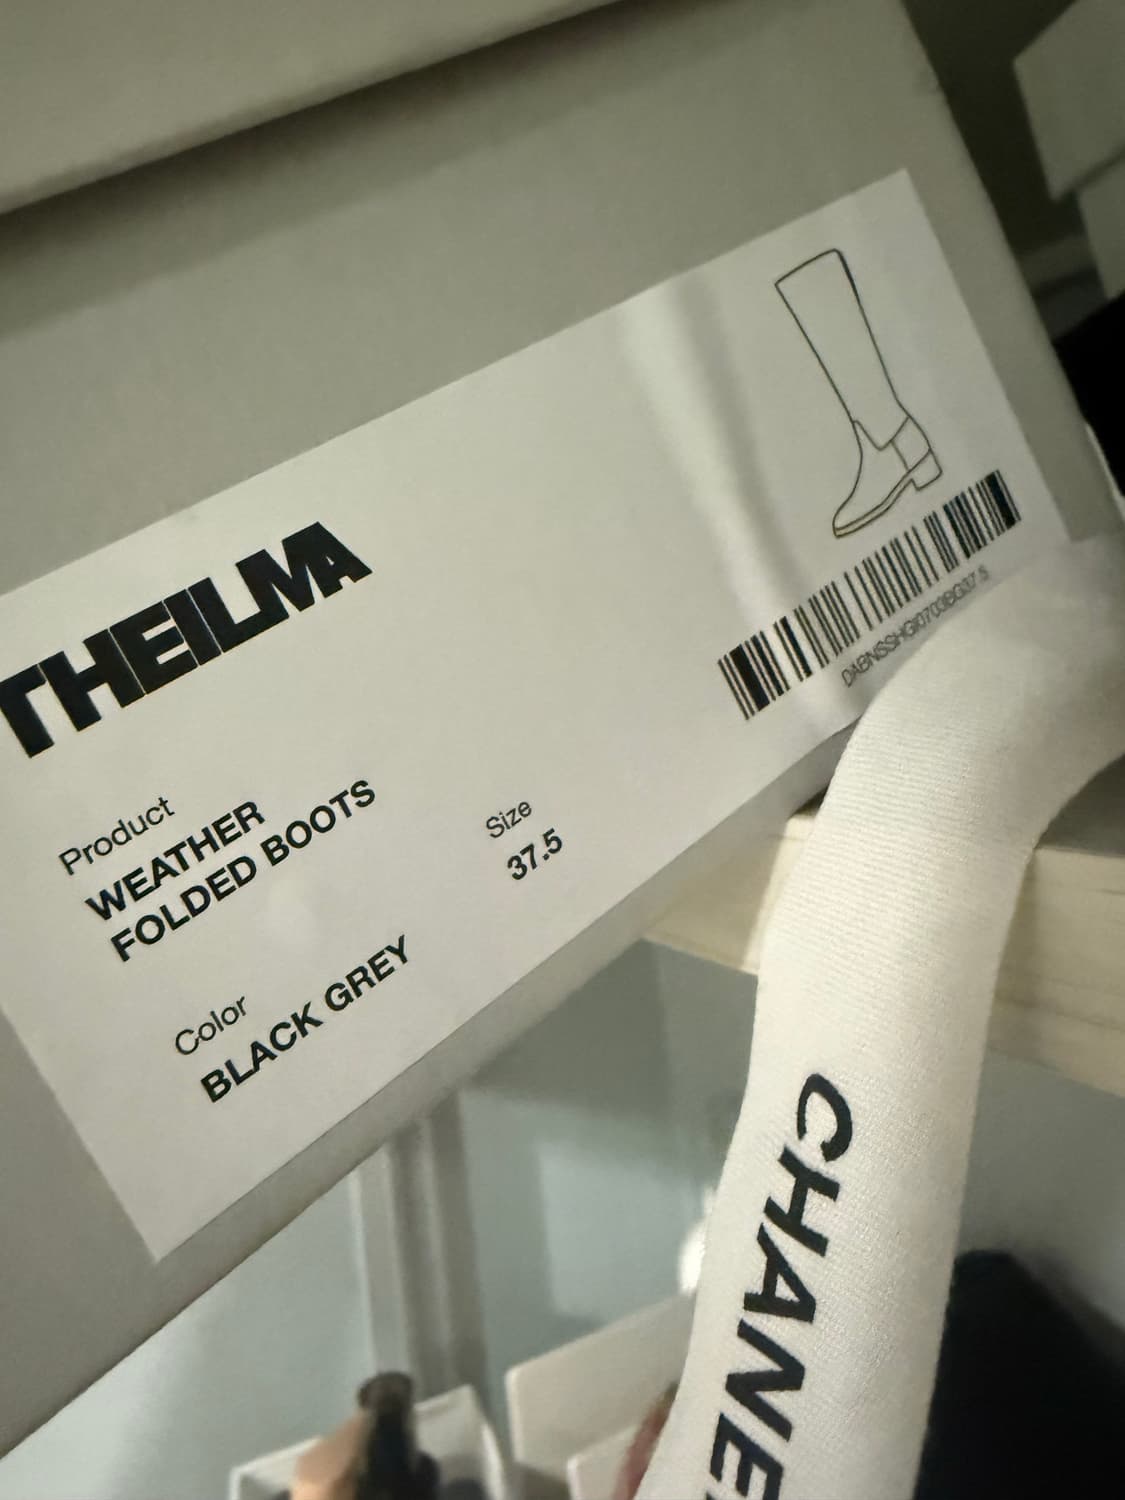 THEILMA
Product
WEATHER
FOLDED BOOTS
Size
37.5
Color
BLACK GREY
CHANE